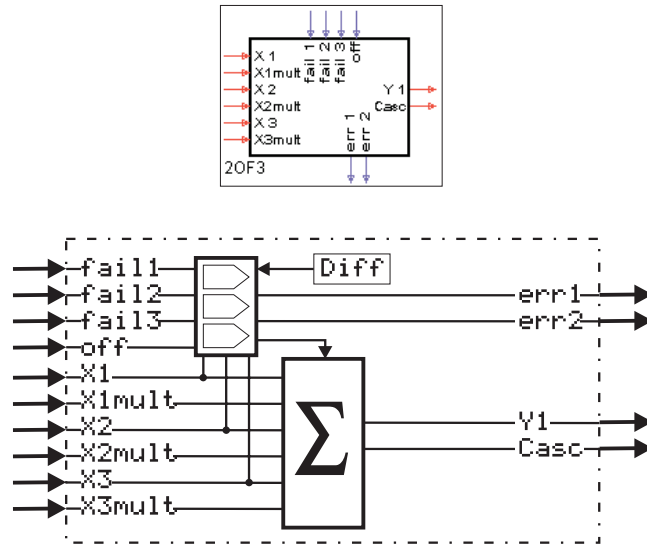 fail 1
fail 2
fail 3
off
X 1
X1mult
X 2
X2mult
X 3
X3mult
Y 1
Casc
err 1
err 2
2OF3
fail1
Diff
fail2
err1
fail3
err2
off
X1
X1mult
X2
Y1
X2mult
Casc
X3
X3mult
Σ